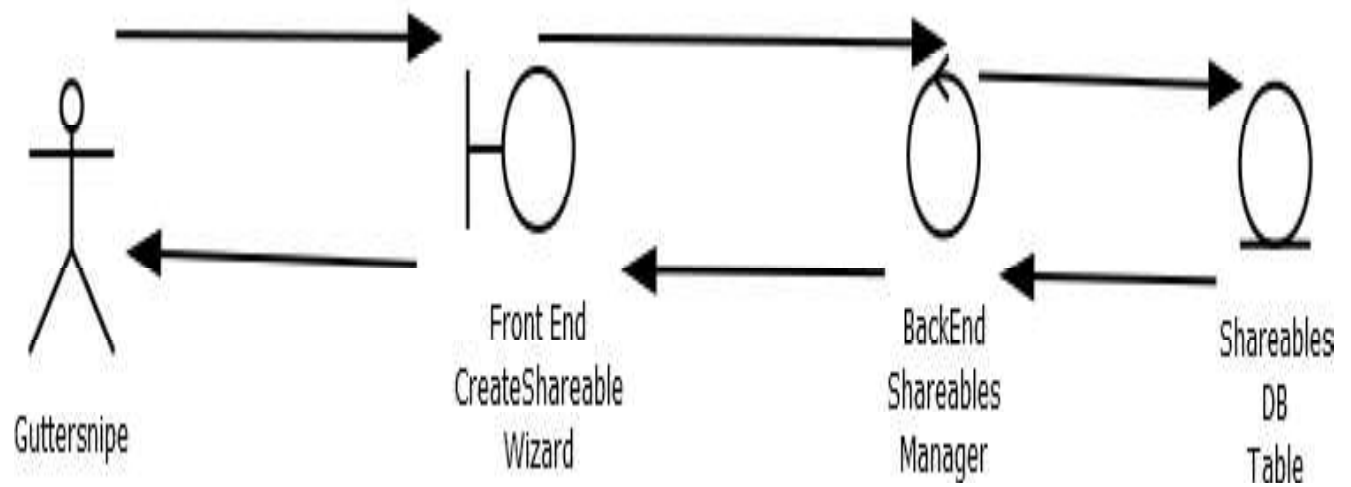 Guttersnipe
Front End
CreateShareable
Wizard
BackEnd
Shareables
Manager
Shareables
DB
Table